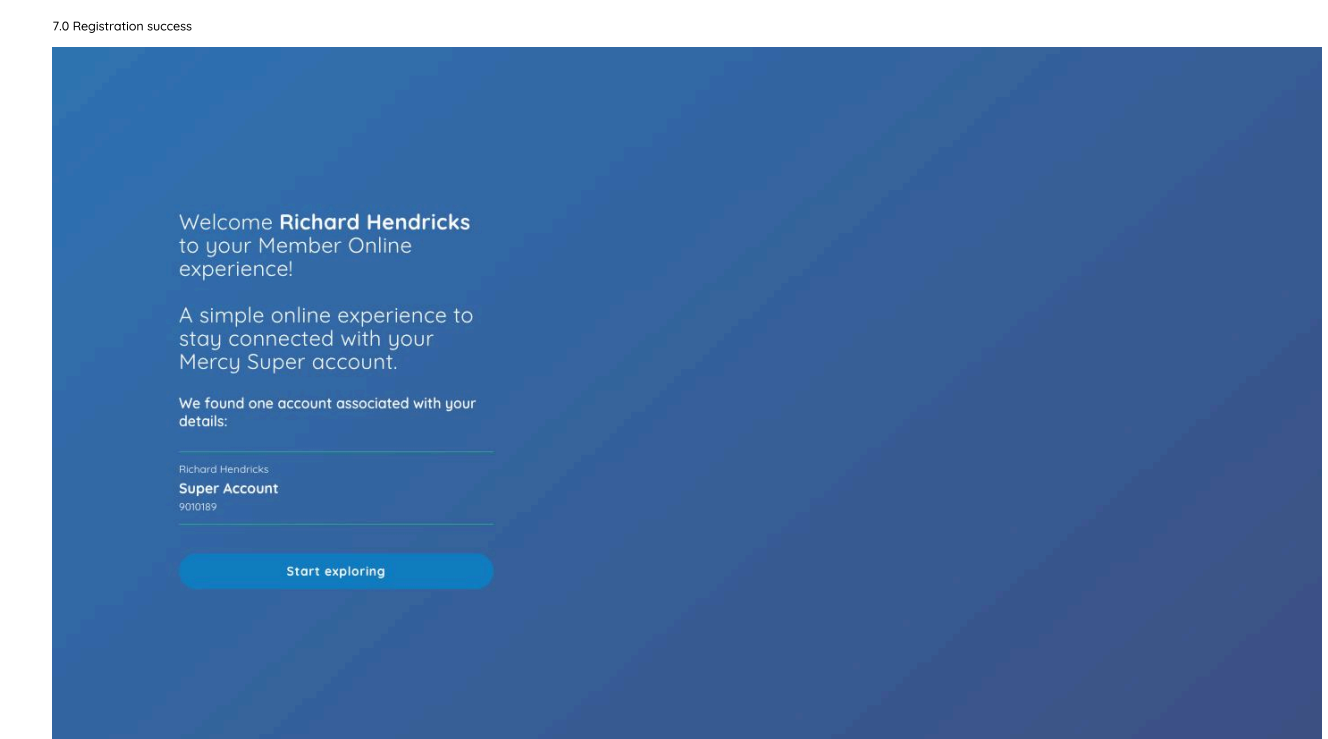 7.0 Registration success
Welcome Richard Hendricks
to your Member Online
experience!
A simple online experience to
stay connected with your
Mercy Super account.
We found one account associated with your
details:
Richard Hendricks
Super Account
9010189
Start exploring